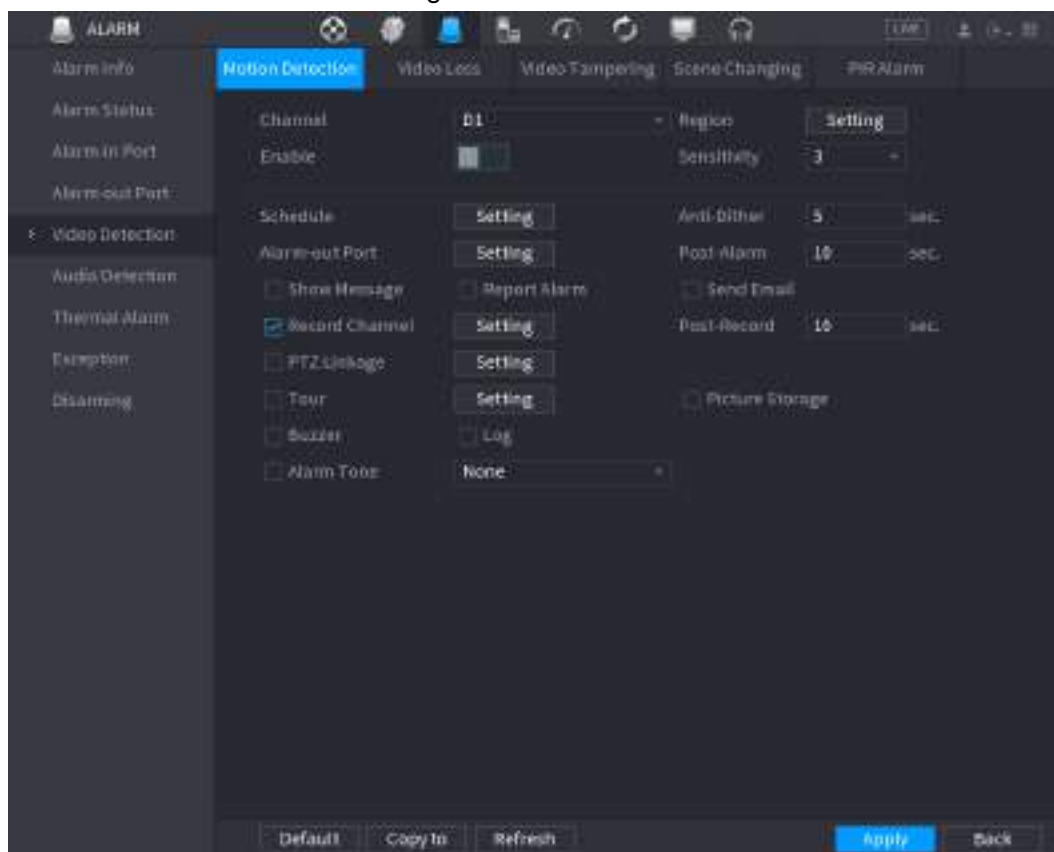 ALARM LIVE
Alarm Info
Alarm Status
Alarm-in Port
Alarm-out Port
Video Detection
Audio Detection
Thermal Alarm
Exception
Disarming
Motion Detection Video Loss Video Tampering Scene Changing PIR Alarm
Channel D1 Region Setting
Enable Sensitivity 3
Schedule Setting Anti-Dither 5 sec.
Alarm-out Port Setting Post-Alarm 10 sec.
Show Message Report Alarm Send Email
Record Channel Setting Post-Record 10 sec.
PTZ Linkage Setting
Tour Setting Picture Storage
Buzzer Log
Alarm Tone None
Default Copy to Refresh Apply Back